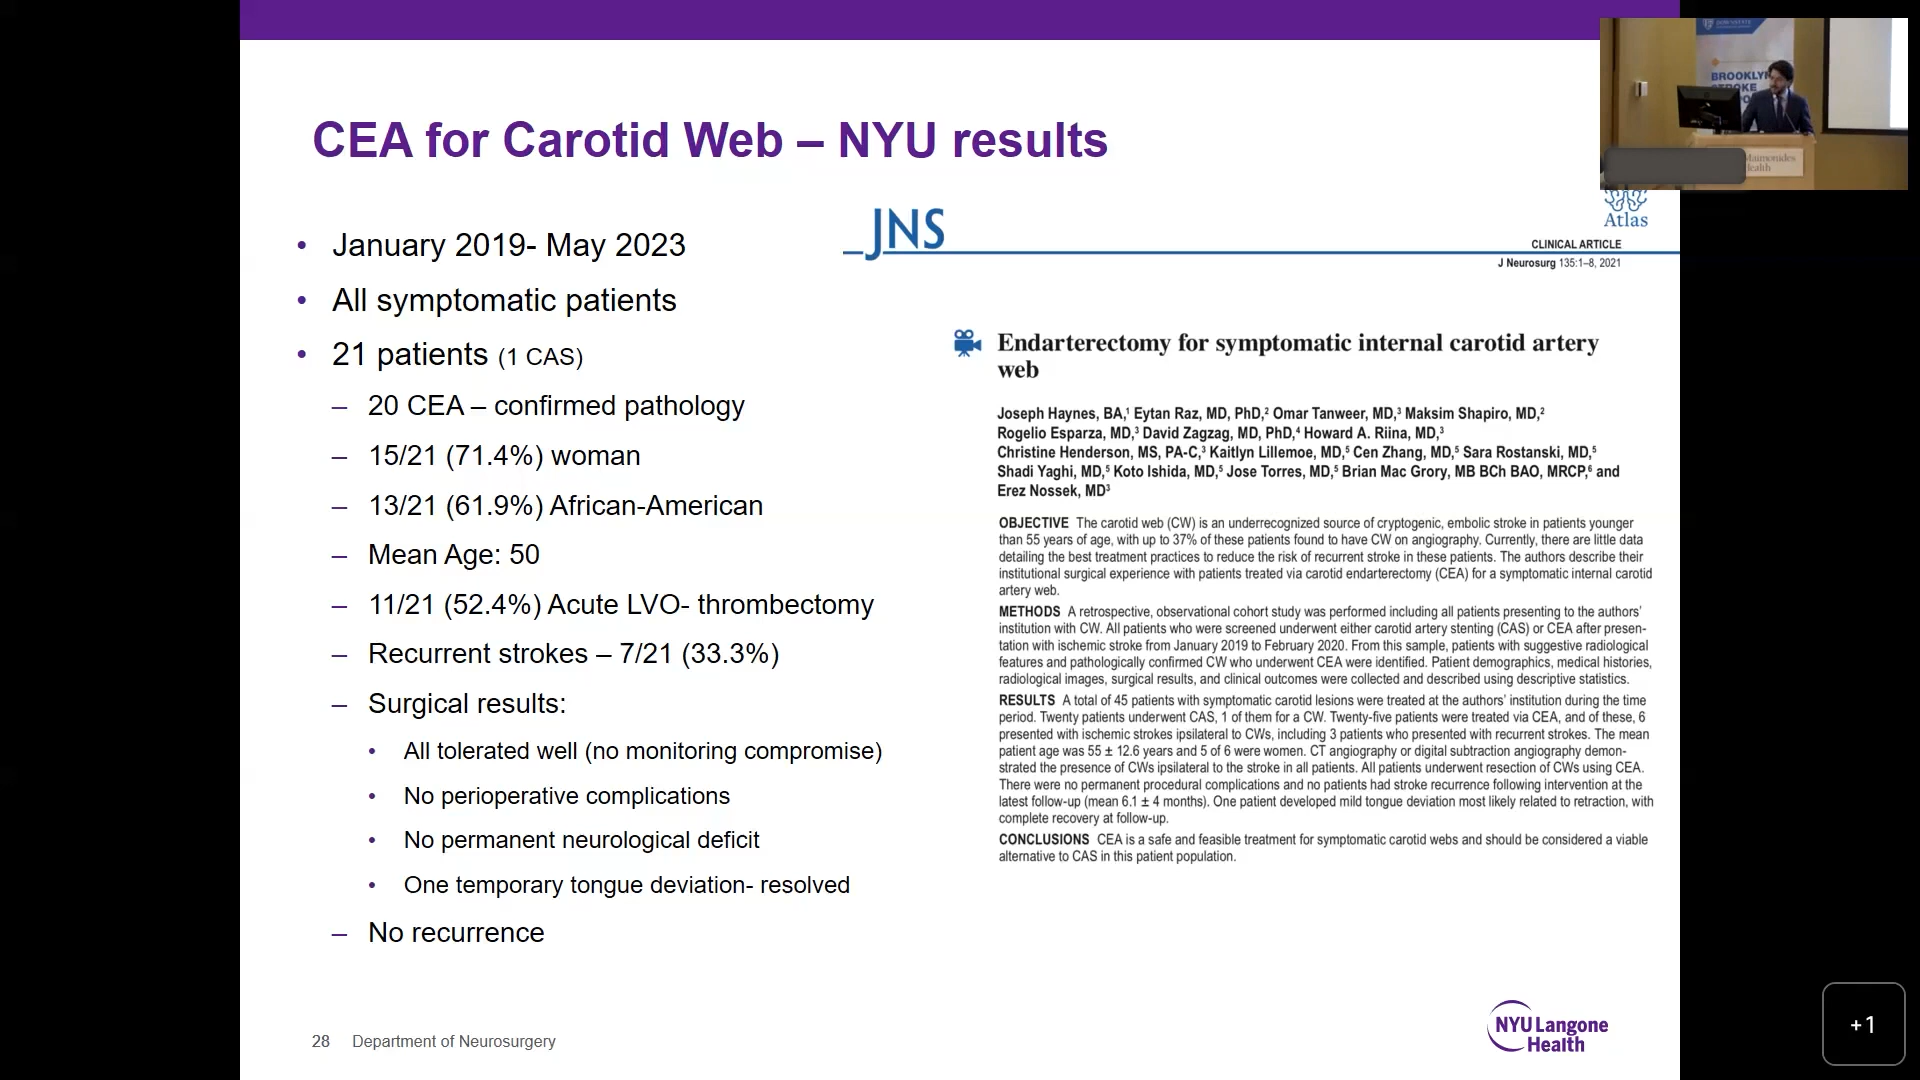 CEA for Carotid Web – NYU results
• January 2019- May 2023
• All symptomatic patients
• 21 patients (1 CAS)
– 20 CEA – confirmed pathology
– 15/21 (71.4%) woman
– 13/21 (61.9%) African-American
– Mean Age: 50
– 11/21 (52.4%) Acute LVO- thrombectomy
– Recurrent strokes – 7/21 (33.3%)
– Surgical results:
• All tolerated well (no monitoring compromise)
• No perioperative complications
• No permanent neurological deficit
• One temporary tongue deviation- resolved
– No recurrence
JNS
Atlas
CLINICAL ARTICLE
J Neurosurg 135:1–8, 2021
Endarterectomy for symptomatic internal carotid artery
web
Joseph Haynes, BA,1 Eytan Raz, MD, PhD,2 Omar Tanweer, MD,3 Maksim Shapiro, MD,2
Rogelio Esparza, MD,3 David Zagzag, MD, PhD,4 Howard A. Riina, MD,3
Christine Henderson, MS, PA-C,3 Kaitlyn Lillemoe, MD,5 Cen Zhang, MD,5 Sara Rostanski, MD,5
Shadi Yaghi, MD,5 Koto Ishida, MD,5 Jose Torres, MD,5 Brian Mac Grory, MB BCh BAO, MRCP,6 and
Erez Nossek, MD3
OBJECTIVE The carotid web (CW) is an underrecognized source of cryptogenic, embolic stroke in patients younger
than 55 years of age, with up to 37% of these patients found to have CW on angiography. Currently, there are little data
detailing the best treatment practices to reduce the risk of recurrent stroke in these patients. The authors describe their
institutional surgical experience with patients treated via carotid endarterectomy (CEA) for a symptomatic internal carotid
artery web.
METHODS A retrospective, observational cohort study was performed including all patients presenting to the authors’
institution with CW. All patients who were screened underwent either carotid artery stenting (CAS) or CEA after presen-
tation with ischemic stroke from January 2019 to February 2020. From this sample, patients with suggestive radiological
features and pathologically confirmed CW who underwent CEA were identified. Patient demographics, medical histories,
radiological images, surgical results, and clinical outcomes were collected and described using descriptive statistics.
RESULTS A total of 45 patients with symptomatic carotid lesions were treated at the authors’ institution during the time
period. Twenty patients underwent CAS, 1 of them for a CW. Twenty-five patients were treated via CEA, and of these, 6
presented with ischemic strokes ipsilateral to CWs, including 3 patients who presented with recurrent strokes. The mean
patient age was 55 ± 12.6 years and 5 of 6 were women. CT angiography or digital subtraction angiography demon-
strated the presence of CWs ipsilateral to the stroke in all patients. All patients underwent resection of CWs using CEA.
There were no permanent procedural complications and no patients had stroke recurrence following intervention at the
latest follow-up (mean 6.1 ± 4 months). One patient developed mild tongue deviation most likely related to retraction, with
complete recovery at follow-up.
CONCLUSIONS CEA is a safe and feasible treatment for symptomatic carotid webs and should be considered a viable
alternative to CAS in this patient population.
28 Department of Neurosurgery
NYU Langone
Health
BROOKLY
Maimonides
Health
+1